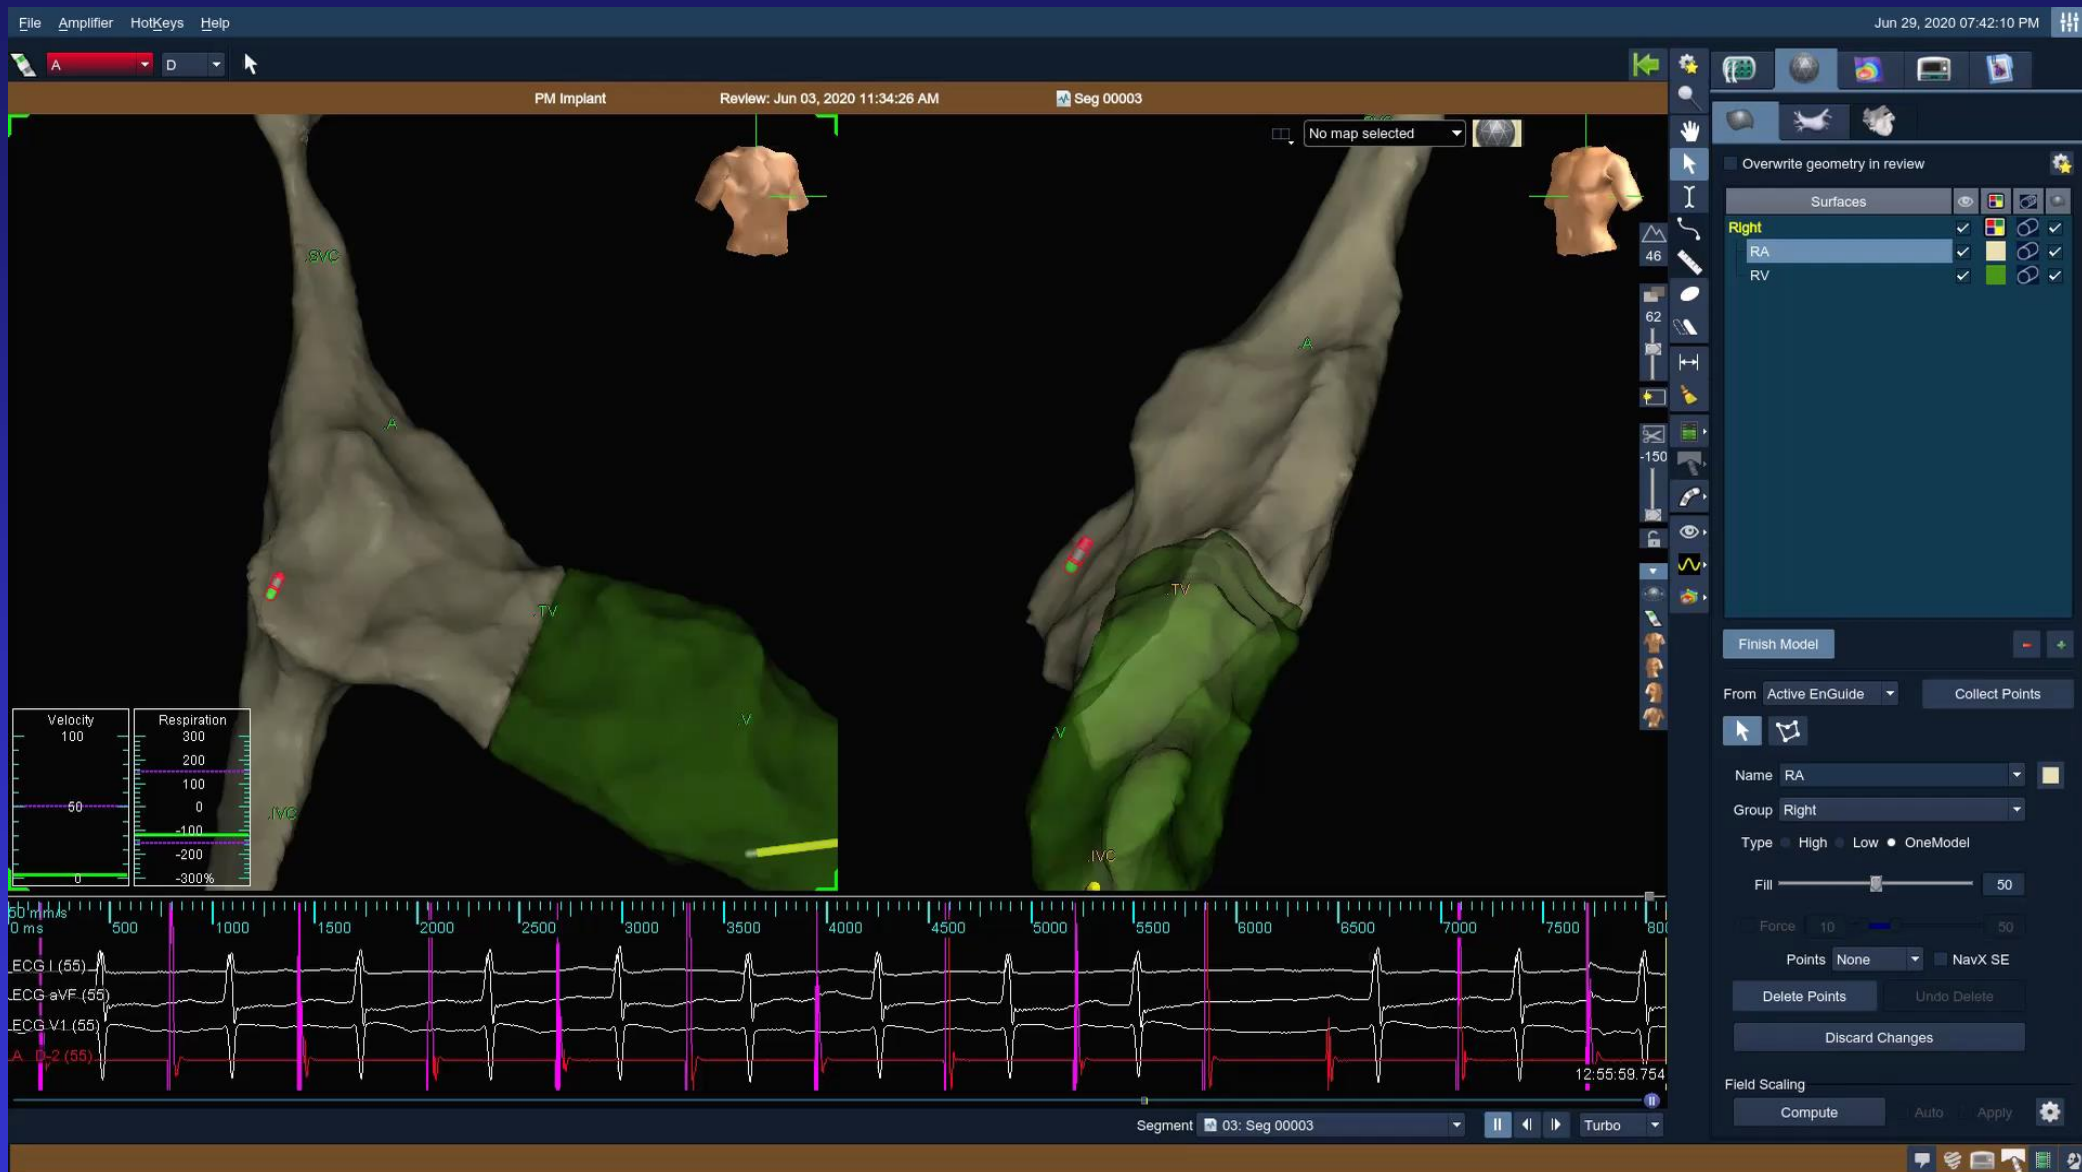 File Amplifier HotKeys Help Jun 29, 2020 07:42:10 PM
A D
PM Implant Review: Jun 03, 2020 11:34:26 AM Seg 00003
No map selected
Overwrite geometry in review
Surfaces
Right
RA
RV
.SVC
.A
.A
46
62
-150
.TV
.TV
.V
.V
.IVC
.IVC
Velocity
100
50
0
Respiration
300
200
100
0
-100
-200
-300%
Finish Model - +
From Active EnGuide Collect Points
Name RA
Group Right
Type High Low OneModel
Fill 50
Force 10 50
Points None NavX SE
Delete Points Undo Delete
Discard Changes
Field Scaling
Compute Auto Apply
50 mm/s
0 ms 500 1000 1500 2000 2500 3000 3500 4000 4500 5000 5500 6000 6500 7000 7500
ECG I (55)
ECG aVF (55)
ECG V1 (55)
A D-2 (55)
12:55:59.754
Segment 03: Seg 00003 Turbo